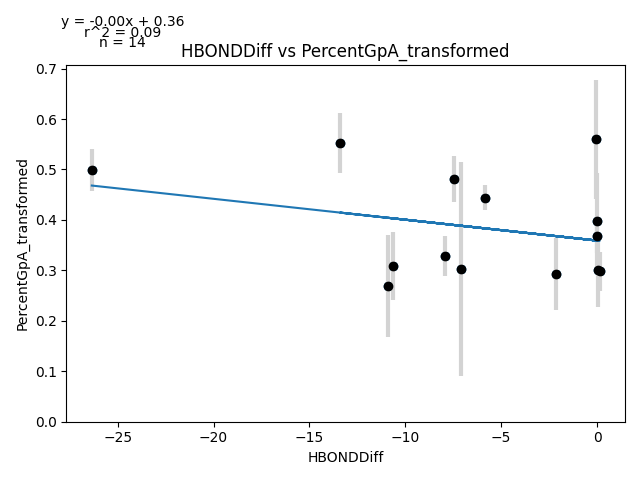 y = -0.00x + 0.36
r^2 = 0.09
n = 14
HBONDDiff vs PercentGpA_transformed
0.7
0.6
0.5
0.4
0.3
0.2
0.1
0.0
PercentGpA_transformed
−25
−20
−15
−10
−5
0
HBONDDiff